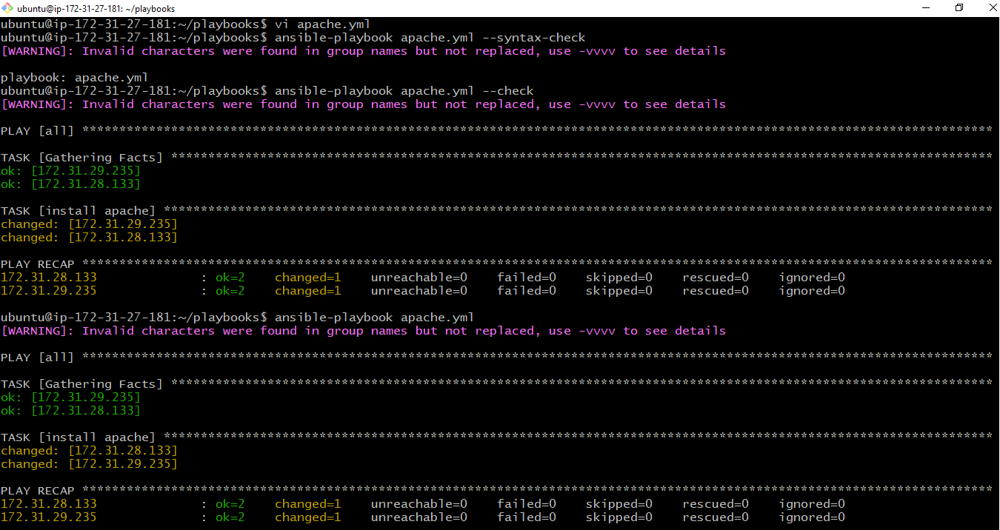 ubuntu@ip-172-31-27-181: ~/playbooks
ubuntu@ip-172-31-27-181:~/playbooks$ vi apache.yml
ubuntu@ip-172-31-27-181:~/playbooks$ ansible-playbook apache.yml --syntax-check
[WARNING]: Invalid characters were found in group names but not replaced, use -vvvv to see details

playbook: apache.yml
ubuntu@ip-172-31-27-181:~/playbooks$ ansible-playbook apache.yml --check
[WARNING]: Invalid characters were found in group names but not replaced, use -vvvv to see details

PLAY [all] ***************************************************************************************************************************

TASK [Gathering Facts] ***************************************************************************************************************
ok: [172.31.29.235]
ok: [172.31.28.133]

TASK [install apache] ****************************************************************************************************************
changed: [172.31.29.235]
changed: [172.31.28.133]

PLAY RECAP ***************************************************************************************************************************
172.31.28.133              : ok=2    changed=1    unreachable=0    failed=0    skipped=0    rescued=0    ignored=0
172.31.29.235              : ok=2    changed=1    unreachable=0    failed=0    skipped=0    rescued=0    ignored=0

ubuntu@ip-172-31-27-181:~/playbooks$ ansible-playbook apache.yml
[WARNING]: Invalid characters were found in group names but not replaced, use -vvvv to see details

PLAY [all] ***************************************************************************************************************************

TASK [Gathering Facts] ***************************************************************************************************************
ok: [172.31.29.235]
ok: [172.31.28.133]

TASK [install apache] ****************************************************************************************************************
changed: [172.31.28.133]
changed: [172.31.29.235]

PLAY RECAP ***************************************************************************************************************************
172.31.28.133              : ok=2    changed=1    unreachable=0    failed=0    skipped=0    rescued=0    ignored=0
172.31.29.235              : ok=2    changed=1    unreachable=0    failed=0    skipped=0    rescued=0    ignored=0